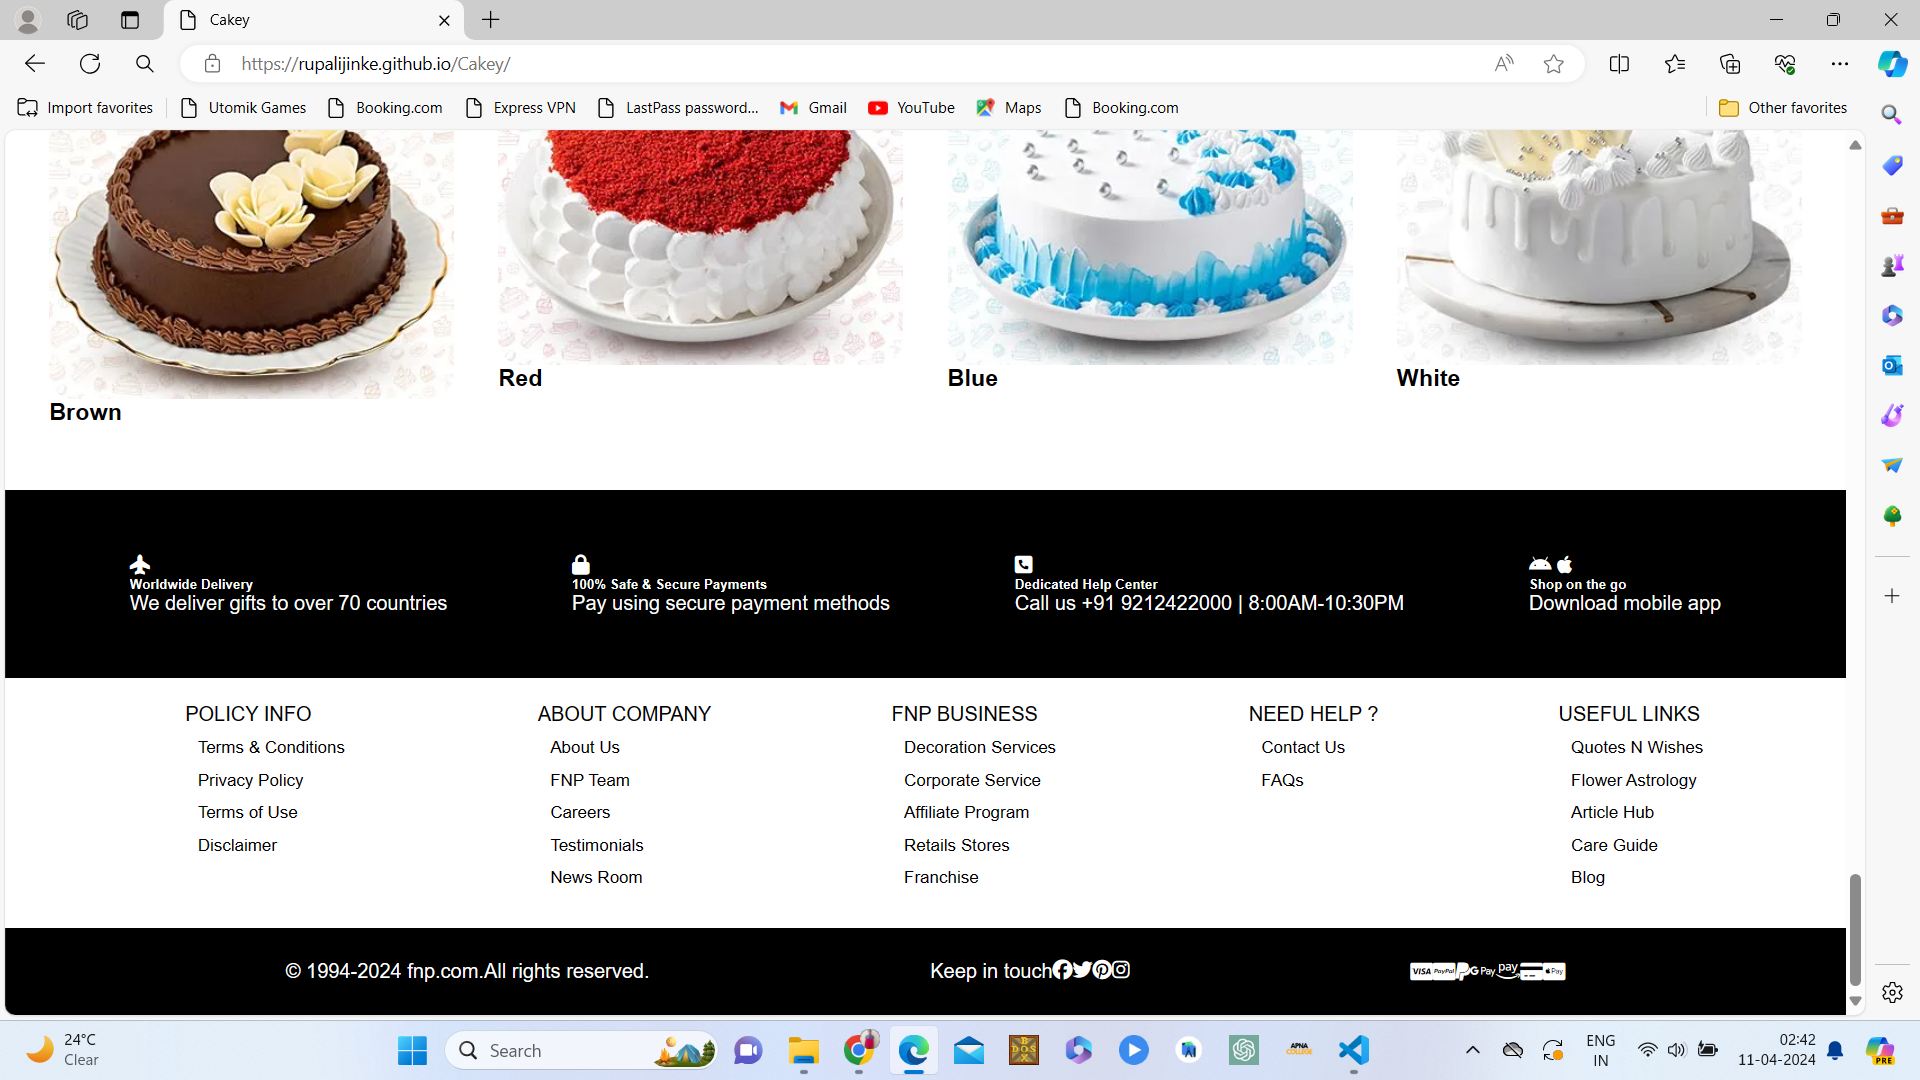 Cakey
https://rupalijinke.github.io/Cakey/
Import favorites
Utomik Games
Booking.com
Express VPN
LastPass password...
Gmail
YouTube
Maps
Booking.com
Other favorites
Brown
Red
Blue
White
Worldwide Delivery
We deliver gifts to over 70 countries
100% Safe & Secure Payments
Pay using secure payment methods
Dedicated Help Center
Call us +91 9212422000 | 8:00AM-10:30PM
Shop on the go
Download mobile app
POLICY INFO
Terms & Conditions
Privacy Policy
Terms of Use
Disclaimer
ABOUT COMPANY
About Us
FNP Team
Careers
Testimonials
News Room
FNP BUSINESS
Decoration Services
Corporate Service
Affiliate Program
Retails Stores
Franchise
NEED HELP ?
Contact Us
FAQs
USEFUL LINKS
Quotes N Wishes
Flower Astrology
Article Hub
Care Guide
Blog
© 1994-2024 fnp.com.All rights reserved.
Keep in touch
VISA PayPal G Pay pay Pay
24°C
Clear
Search
DOS
BOX
APNA
COLLEGE
ENG
IN
02:42
11-04-2024
PRE